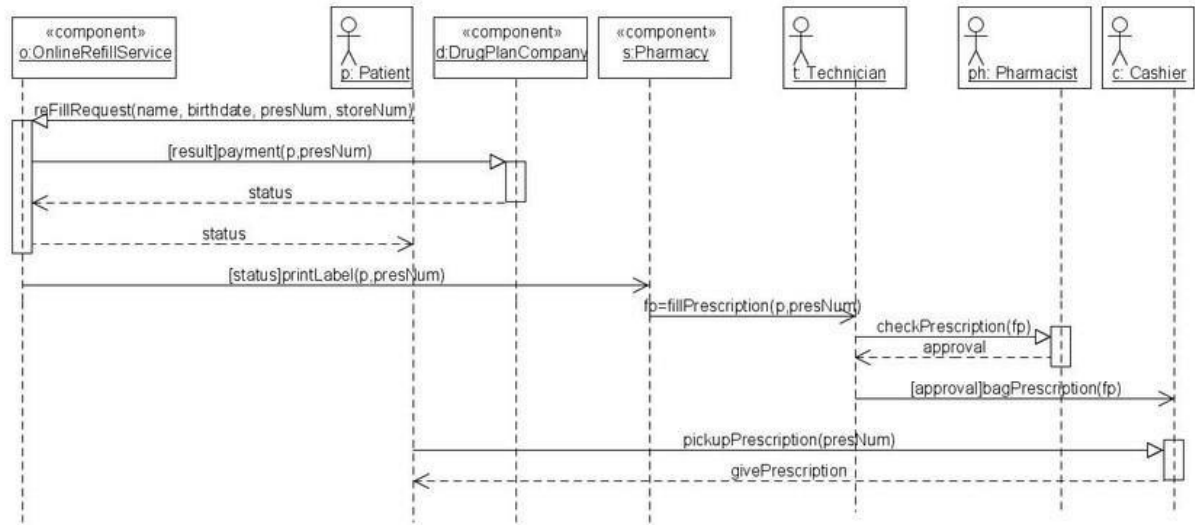 «component»
o:OnlineRefillService
p: Patient
«component»
d:DrugPlanCompany
«component»
s:Pharmacy
t: Technician
ph: Pharmacist
c: Cashier
reFillRequest(name, birthdate, presNum, storeNum)
[result]payment(p,presNum)
status
status
[status]printLabel(p,presNum)
fp=fillPrescription(p,presNum)
checkPrescription(fp)
approval
[approval]bagPrescription(fp)
pickupPrescription(presNum)
givePrescription